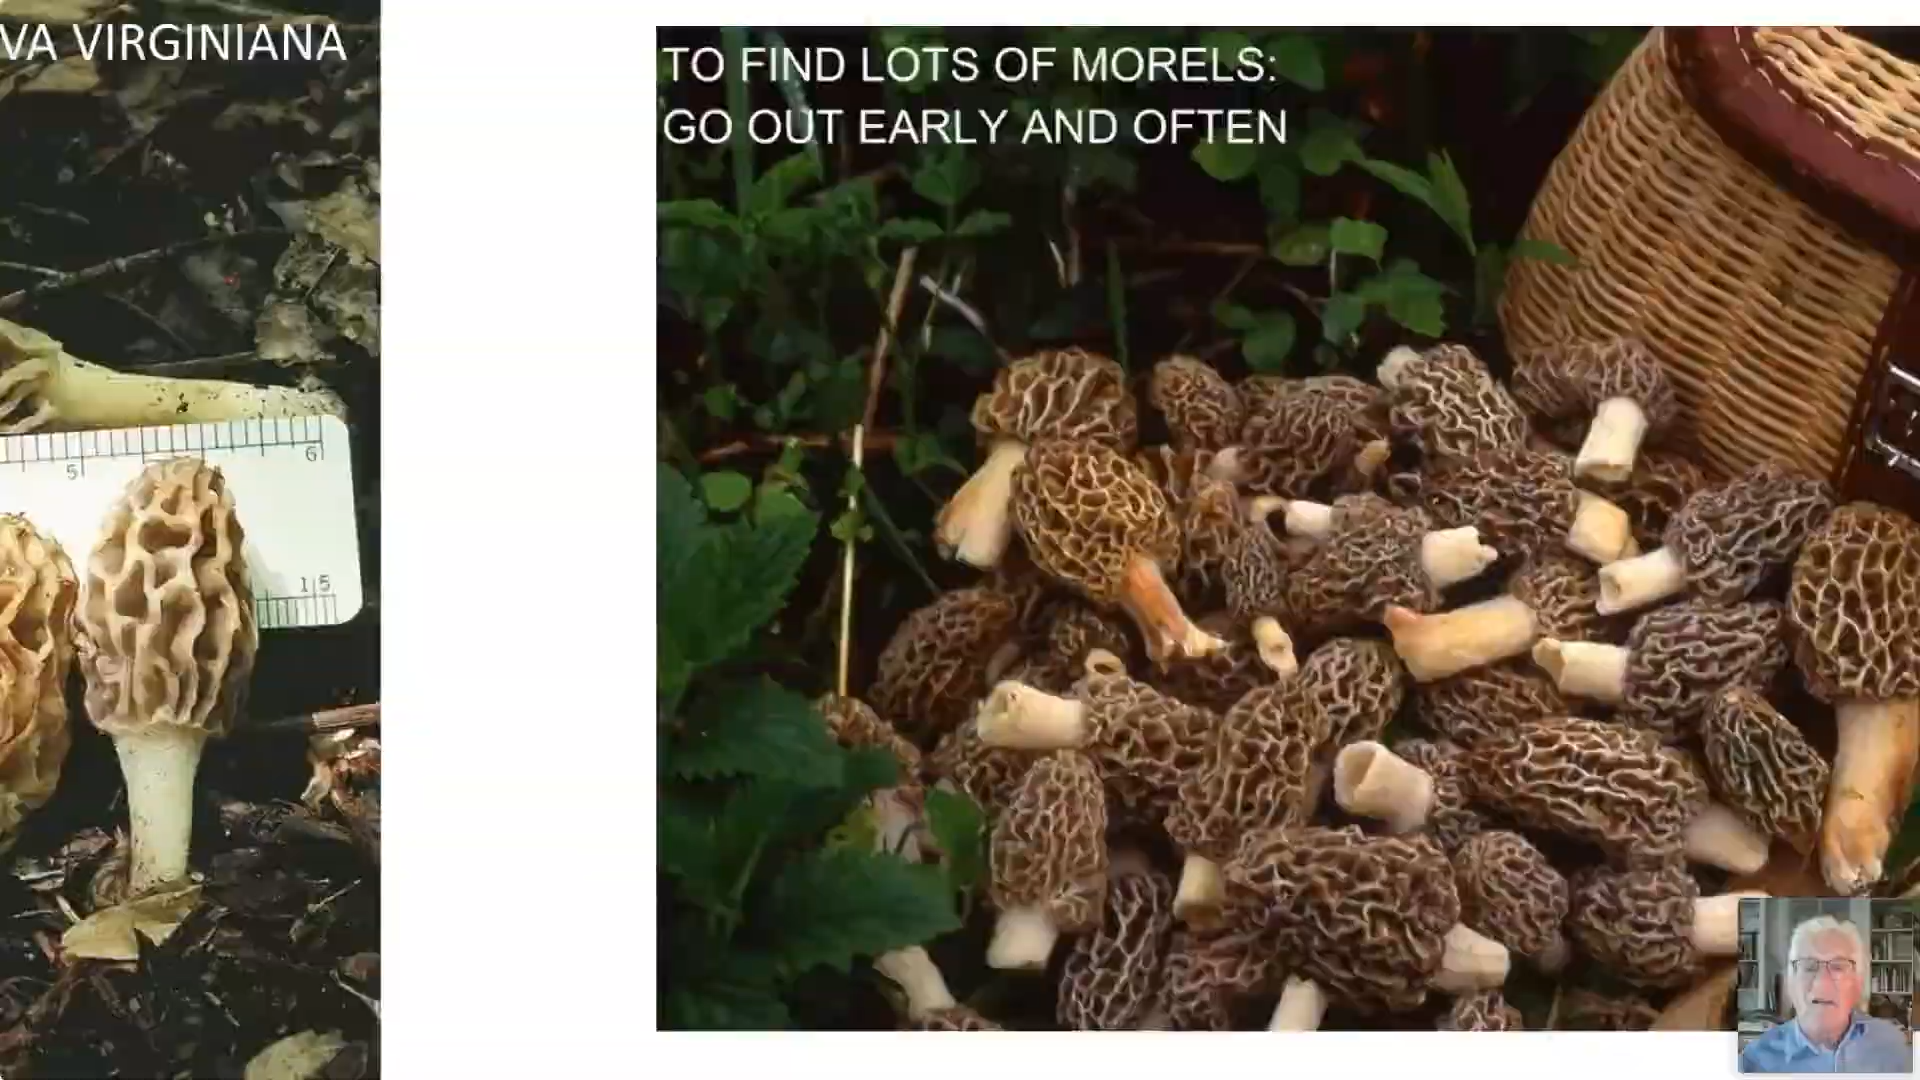 VA VIRGINIANA
TO FIND LOTS OF MORELS:
GO OUT EARLY AND OFTEN
5 6
15